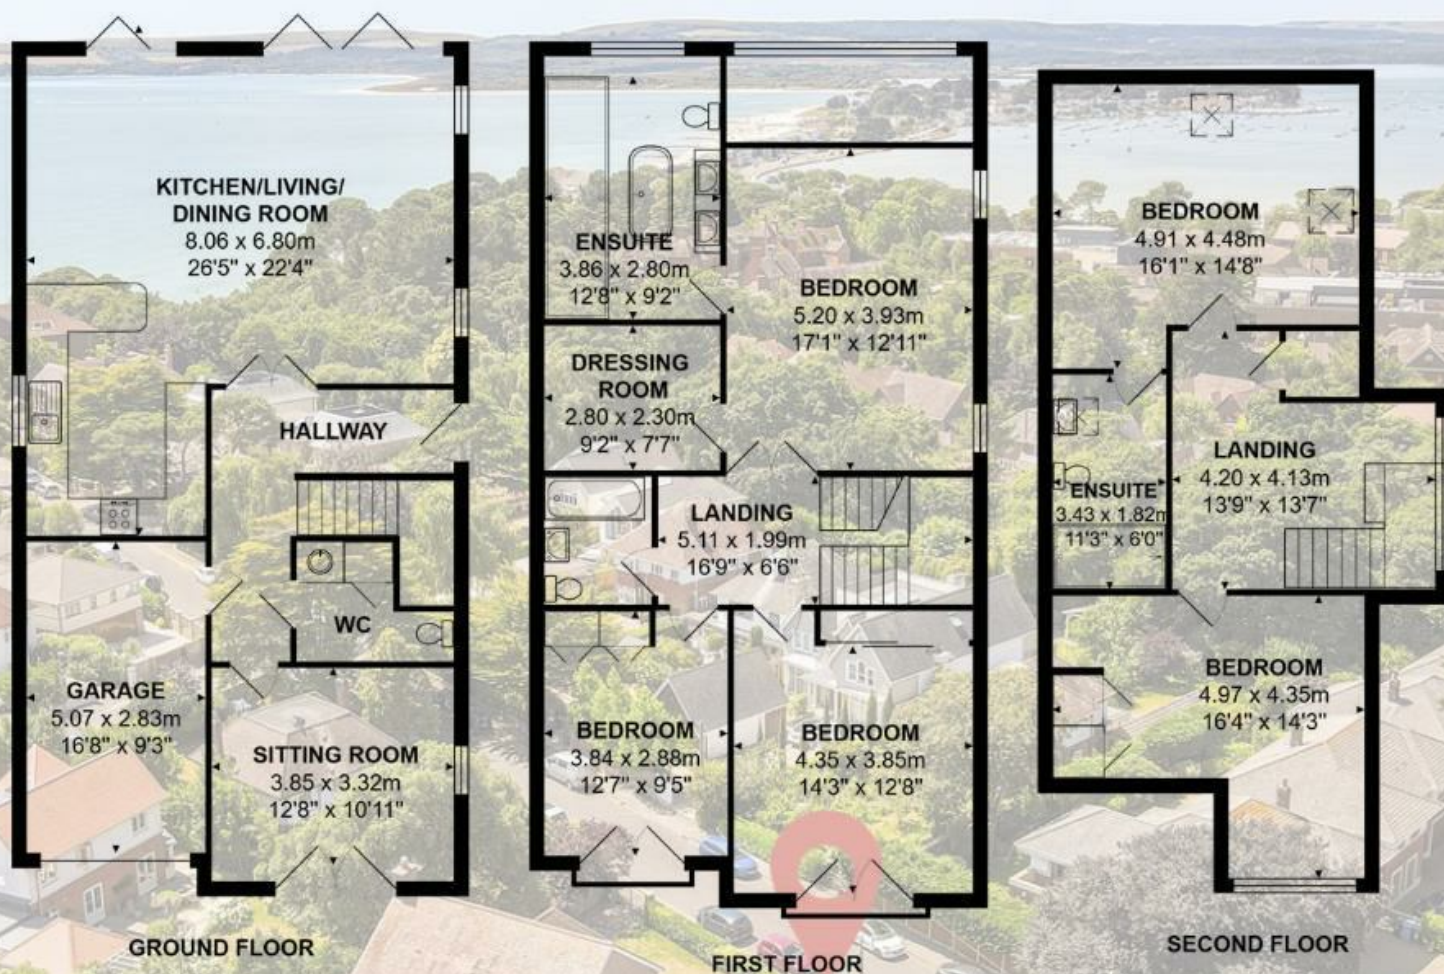 KITCHEN/LIVING/
DINING ROOM
8.06 x 6.80m
26'5" x 22'4"
HALLWAY
WC
GARAGE
5.07 x 2.83m
16'8" x 9'3"
SITTING ROOM
3.85 x 3.32m
12'8" x 10'11"
GROUND FLOOR
ENSUITE
3.86 x 2.80m
12'8" x 9'2"
BEDROOM
5.20 x 3.93m
17'1" x 12'11"
DRESSING
ROOM
2.80 x 2.30m
9'2" x 7'7"
LANDING
5.11 x 1.99m
16'9" x 6'6"
BEDROOM
3.84 x 2.88m
12'7" x 9'5"
BEDROOM
4.35 x 3.85m
14'3" x 12'8"
FIRST FLOOR
BEDROOM
4.91 x 4.48m
16'1" x 14'8"
LANDING
4.20 x 4.13m
13'9" x 13'7"
ENSUITE
3.43 x 1.82m
11'3" x 6'0"
BEDROOM
4.97 x 4.35m
16'4" x 14'3"
SECOND FLOOR